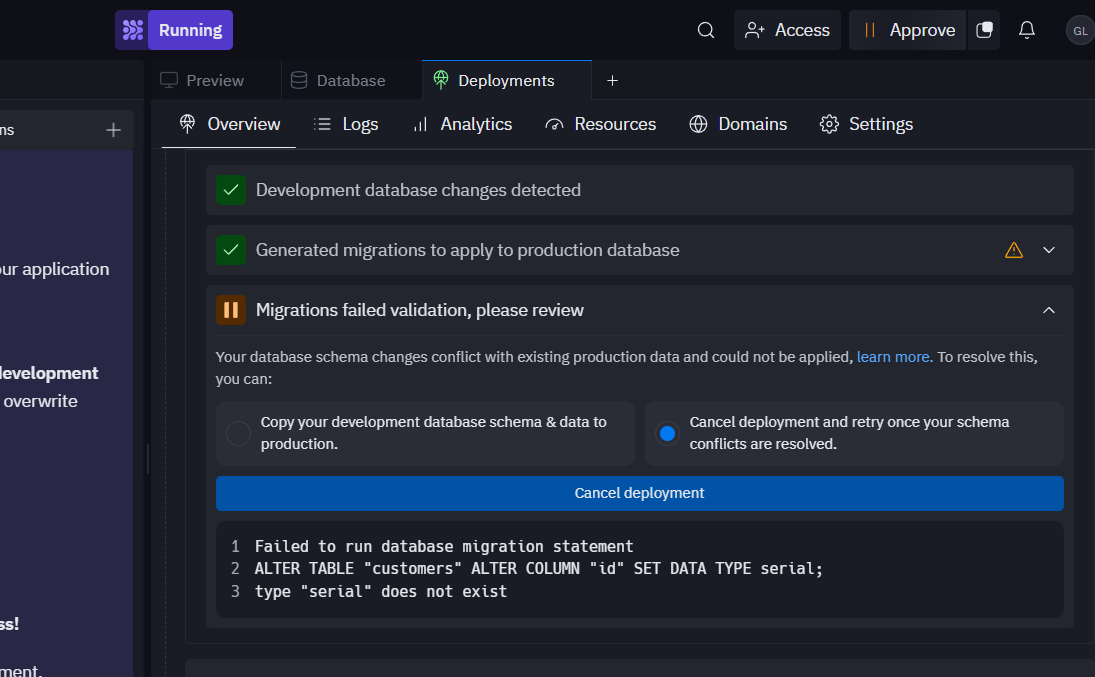 Running
Access
Approve
GL
Preview
Database
Deployments
ns
Overview
Logs
Analytics
Resources
Domains
Settings
Development database changes detected
Generated migrations to apply to production database
our application
Migrations failed validation, please review
Your database schema changes conflict with existing production data and could not be applied, learn more. To resolve this,
you can:
development
overwrite
Copy your development database schema & data to
production.
Cancel deployment and retry once your schema
conflicts are resolved.
Cancel deployment
1 Failed to run database migration statement
2 ALTER TABLE "customers" ALTER COLUMN "id" SET DATA TYPE serial;
3 type "serial" does not exist
ss!
ment.